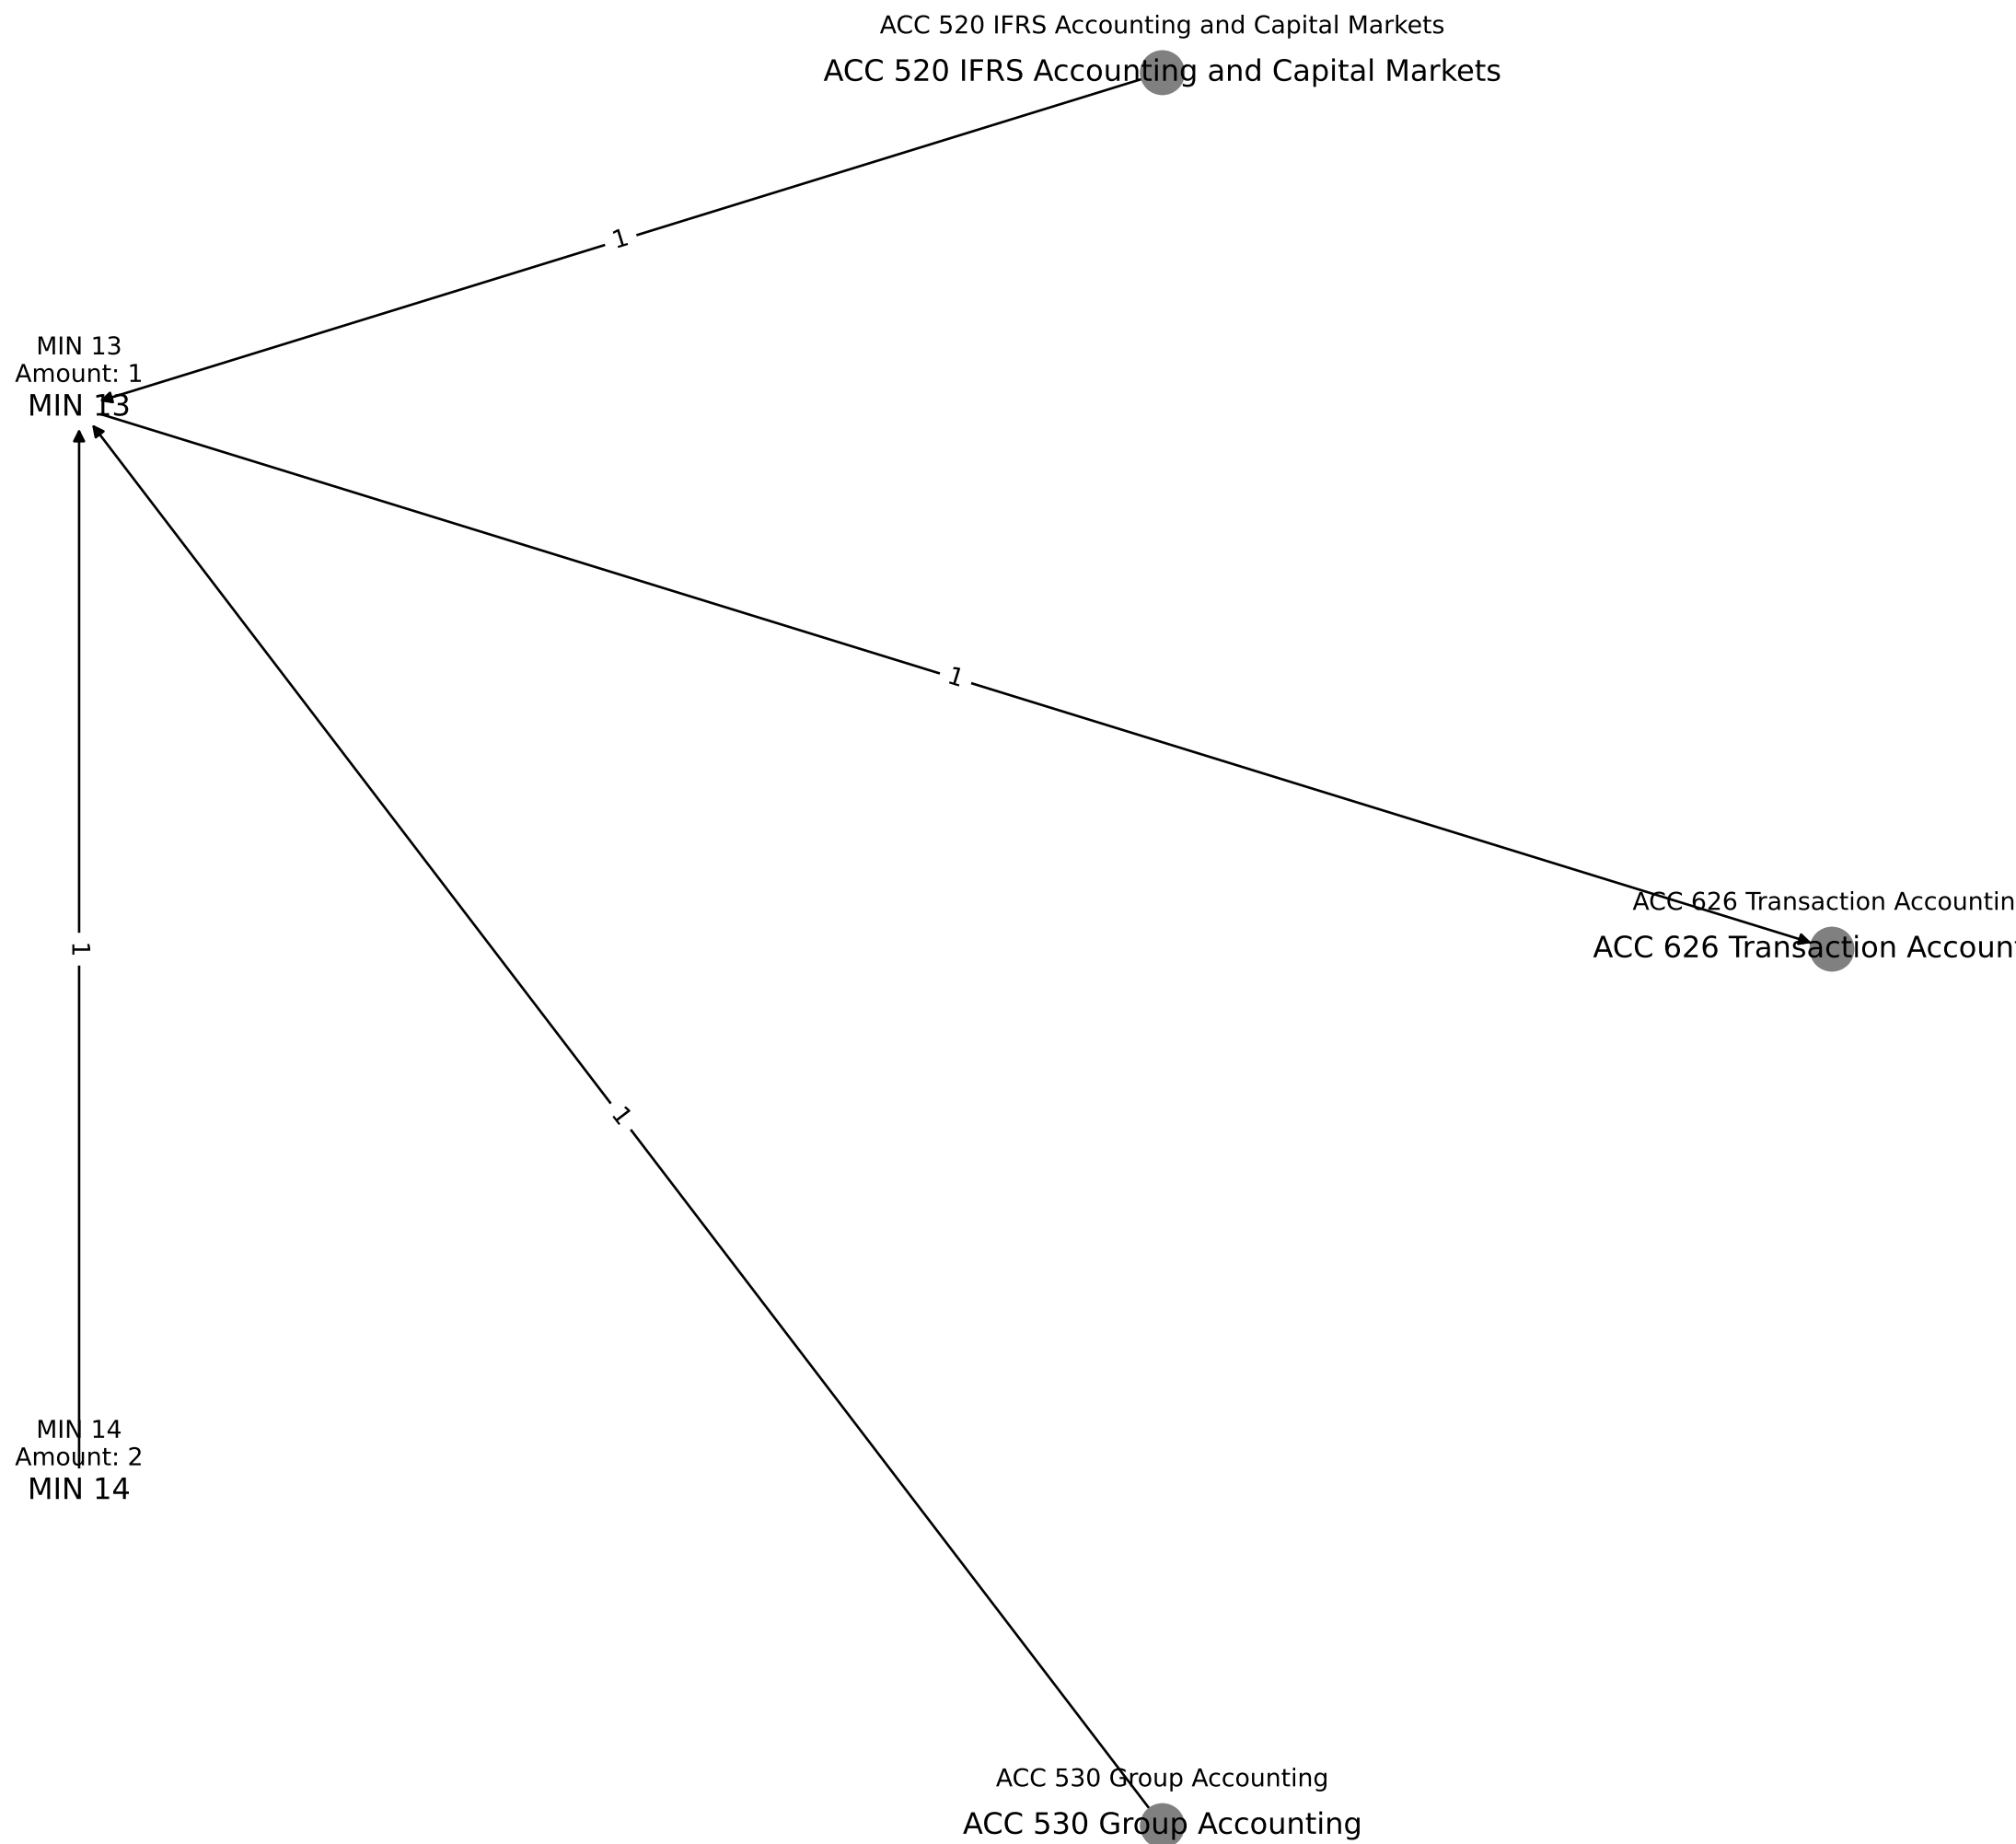 ACC 520 IFRS Accounting and Capital Markets
ACC 520 IFRS Accounting and Capital Markets
1
MIN 13
Amount: 1
MIN 13
1
ACC 626 Transaction Accountin
ACC 626 Transaction Accoun
1
1
MIN 14
Amount: 2
MIN 14
ACC 530 Group Accounting
ACC 530 Group Accounting